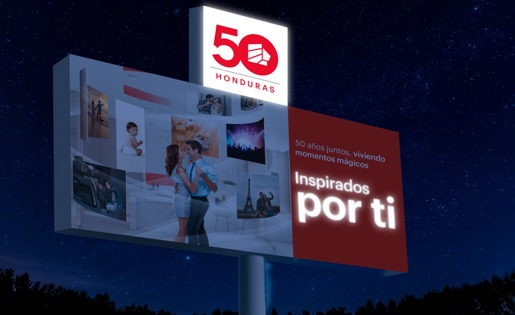 50
HONDURAS
50 años juntos, viviendo
momentos mágicos
Inspirados
por ti